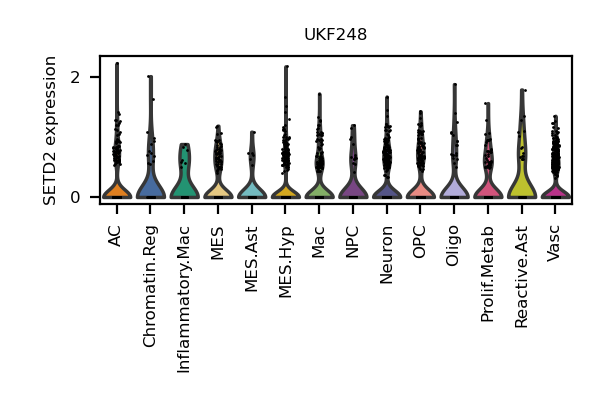 UKF248
SETD2 expression
2
0
AC
Chromatin.Reg
Inflammatory.Mac
MES
MES.Ast
MES.Hyp
Mac
NPC
Neuron
OPC
Oligo
Prolif.Metab
Reactive.Ast
Vasc